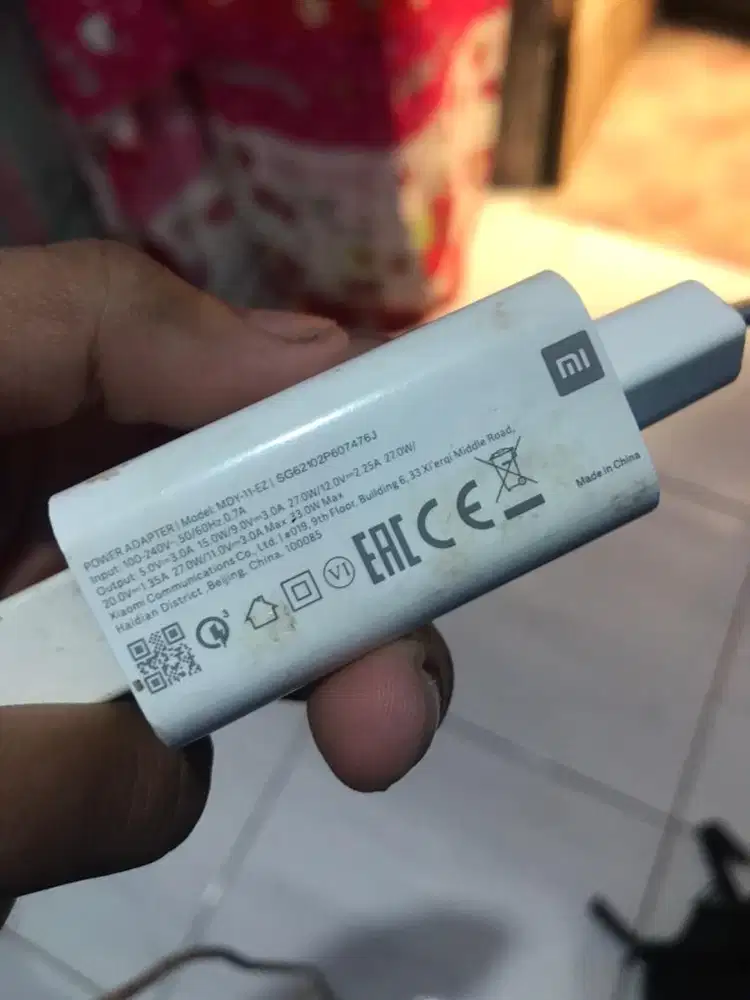 mi
POWER ADAPTER | Model: MDY-11-EZ | SG62102P607476J
Input: 100-240V~, 50/60Hz, 0.7A
Output: 5.0V⎓3.0A 15.0W/9.0V⎓3.0A 27.0W/12.0V⎓2.25A 27.0W/
20.0V⎓1.35A 27.0W/11.0V⎓3.0A Max 33.0W Max
Xiaomi Communications Co., Ltd. | #019, 9th Floor, Building 6, 33 Xi'erqi Middle Road,
Haidian District, Beijing, China, 100085
3
VI
EAC CE
Made in China